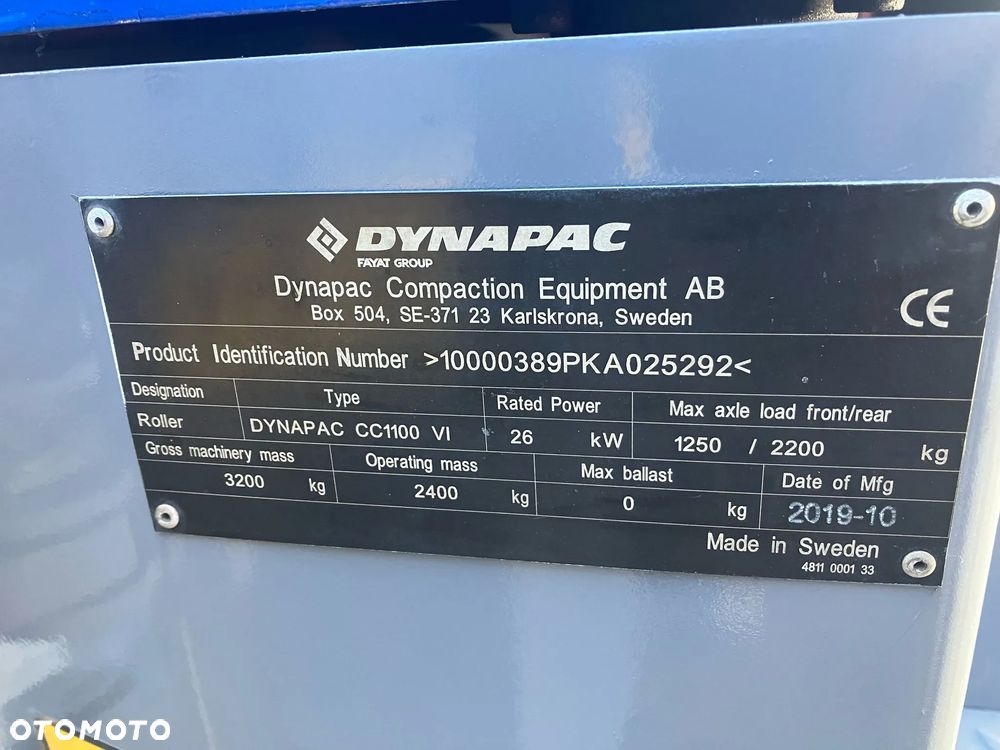 DYNAPAC
FAYAT GROUP
Dynapac Compaction Equipment AB
Box 504, SE-371 23 Karlskrona, Sweden
CE
Product Identification Number >10000389PKA025292<
Designation Type Rated Power Max axle load front/rear
Roller DYNAPAC CC1100 VI 26 kW 1250 / 2200 kg
Gross machinery mass Operating mass Max ballast Date of Mfg
3200 kg 2400 kg 0 kg 2019-10
Made in Sweden
4811 0001 33
OTOMOTO